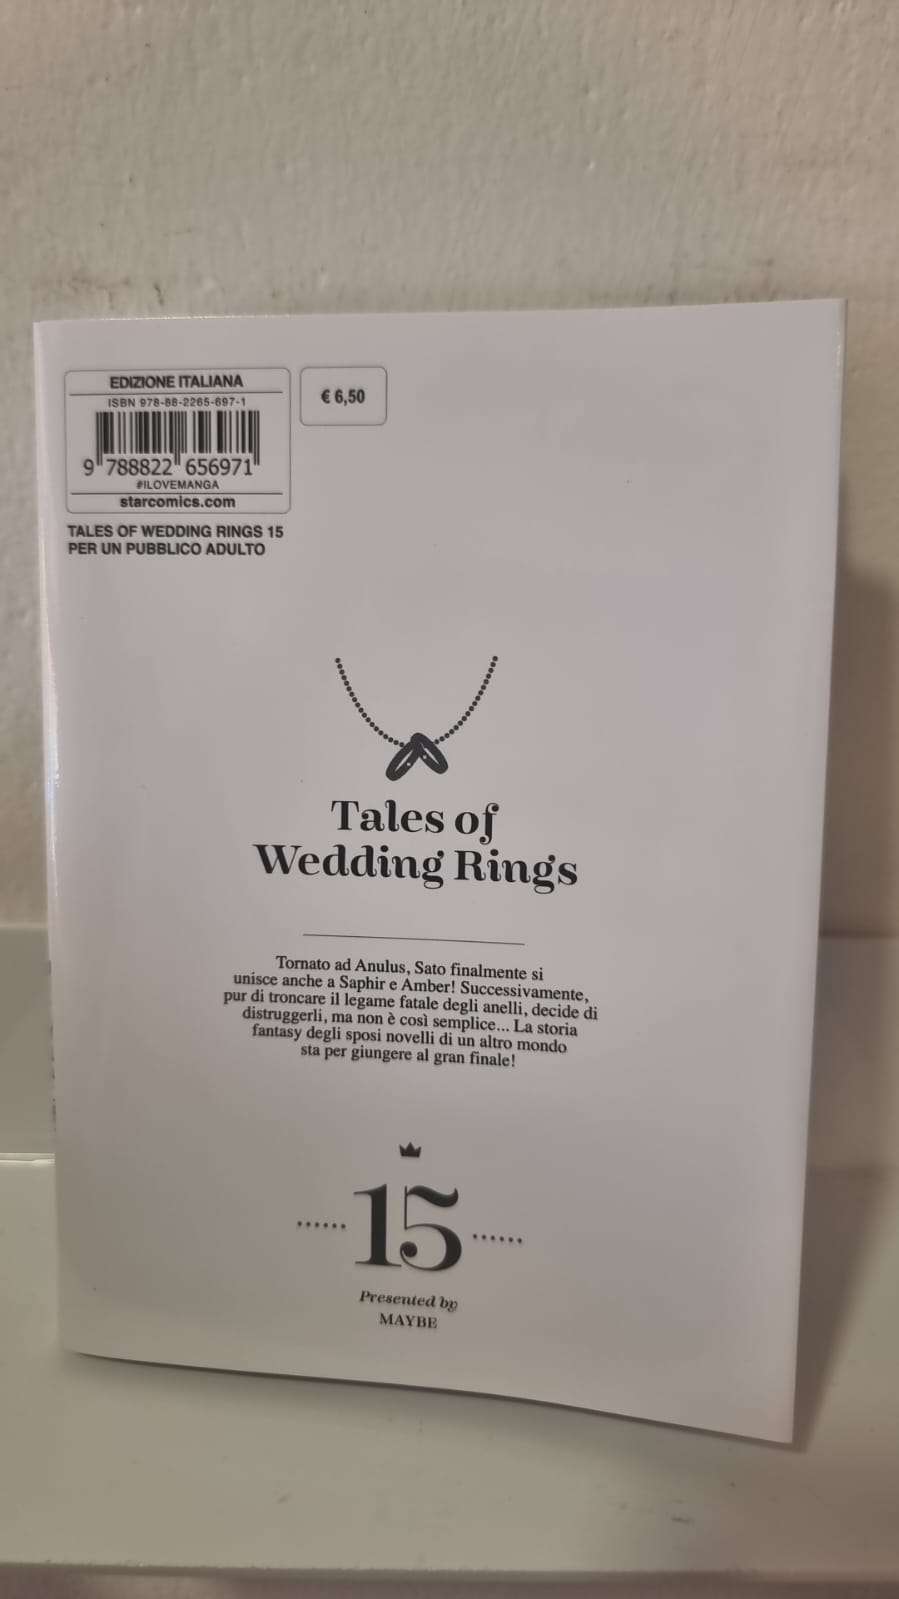 EDIZIONE ITALIANA
ISBN 978-88-2265-697-1
9 788822 656971
#ILOVEMANGA
starcomics.com
€ 6,50
TALES OF WEDDING RINGS 15
PER UN PUBBLICO ADULTO
Tales of
Wedding Rings
Tornato ad Anulus, Sato finalmente si
unisce anche a Saphir e Amber! Successivamente,
pur di troncare il legame fatale degli anelli, decide di
distruggerli, ma non è così semplice... La storia
fantasy degli sposi novelli di un altro mondo
sta per giungere al gran finale!
15
Presented by
MAYBE